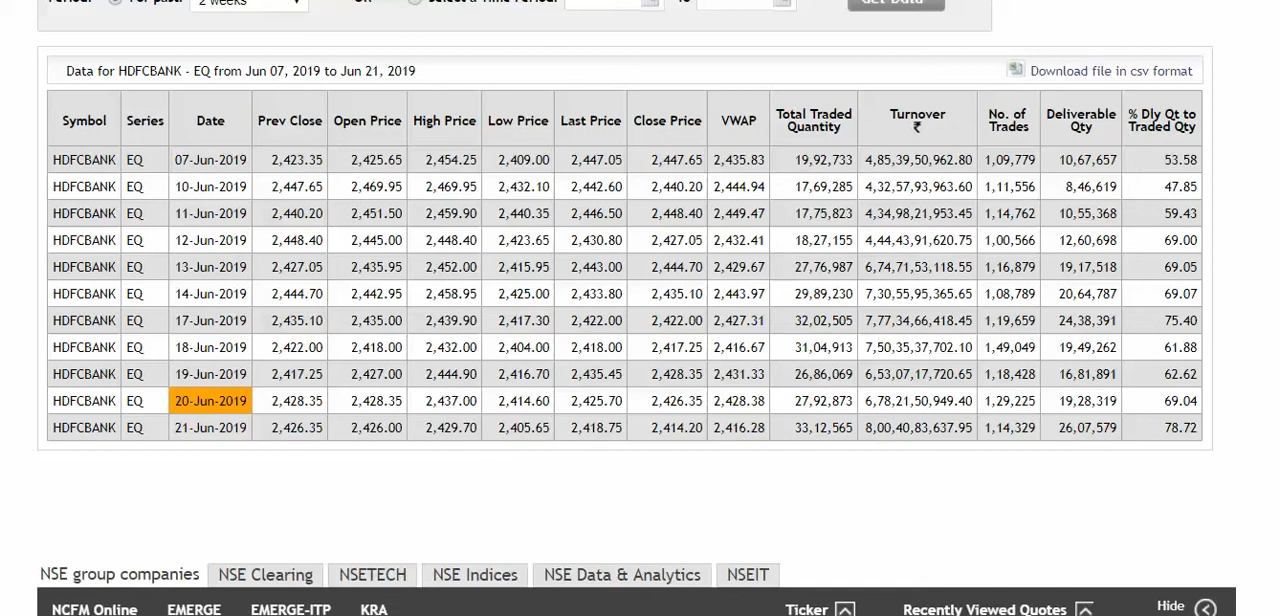 2 weeks
Data for HDFCBANK - EQ from Jun 07, 2019 to Jun 21, 2019 Download file in csv format
Symbol Series Date Prev Close Open Price High Price Low Price Last Price Close Price VWAP Total Traded Quantity Turnover ₹ No. of Trades Deliverable Qty % Dly Qt to Traded Qty
HDFCBANK EQ 07-Jun-2019 2,423.35 2,425.65 2,454.25 2,409.00 2,447.05 2,447.65 2,435.83 19,92,733 4,85,39,50,962.80 1,09,779 10,67,657 53.58
HDFCBANK EQ 10-Jun-2019 2,447.65 2,469.95 2,469.95 2,432.10 2,442.60 2,440.20 2,444.94 17,69,285 4,32,57,93,963.60 1,11,556 8,46,619 47.85
HDFCBANK EQ 11-Jun-2019 2,440.20 2,451.50 2,459.90 2,440.35 2,446.50 2,448.40 2,449.47 17,75,823 4,34,98,21,953.45 1,14,762 10,55,368 59.43
HDFCBANK EQ 12-Jun-2019 2,448.40 2,445.00 2,448.40 2,423.65 2,430.80 2,427.05 2,432.41 18,27,155 4,44,43,91,620.75 1,00,566 12,60,698 69.00
HDFCBANK EQ 13-Jun-2019 2,427.05 2,435.95 2,452.00 2,415.95 2,443.00 2,444.70 2,429.67 27,76,987 6,74,71,53,118.55 1,16,879 19,17,518 69.05
HDFCBANK EQ 14-Jun-2019 2,444.70 2,442.95 2,458.95 2,425.00 2,433.80 2,435.10 2,443.97 29,89,230 7,30,55,95,365.65 1,08,789 20,64,787 69.07
HDFCBANK EQ 17-Jun-2019 2,435.10 2,435.00 2,439.90 2,417.30 2,422.00 2,422.00 2,427.31 32,02,505 7,77,34,66,418.45 1,19,659 24,38,391 75.40
HDFCBANK EQ 18-Jun-2019 2,422.00 2,418.00 2,432.00 2,404.00 2,418.00 2,417.25 2,416.67 31,04,913 7,50,35,37,702.10 1,49,049 19,49,262 61.88
HDFCBANK EQ 19-Jun-2019 2,417.25 2,427.00 2,444.90 2,416.70 2,435.45 2,428.35 2,431.33 26,86,069 6,53,07,17,720.65 1,18,428 16,81,891 62.62
HDFCBANK EQ 20-Jun-2019 2,428.35 2,428.35 2,437.00 2,414.60 2,425.70 2,426.35 2,428.38 27,92,873 6,78,21,50,949.40 1,29,225 19,28,319 69.04
HDFCBANK EQ 21-Jun-2019 2,426.35 2,426.00 2,429.70 2,405.65 2,418.75 2,414.20 2,416.28 33,12,565 8,00,40,83,637.95 1,14,329 26,07,579 78.72
NSE group companies NSE Clearing NSETECH NSE Indices NSE Data & Analytics NSEIT
NCFM Online EMERGE EMERGE-ITP KRA Ticker Recently Viewed Quotes Hide